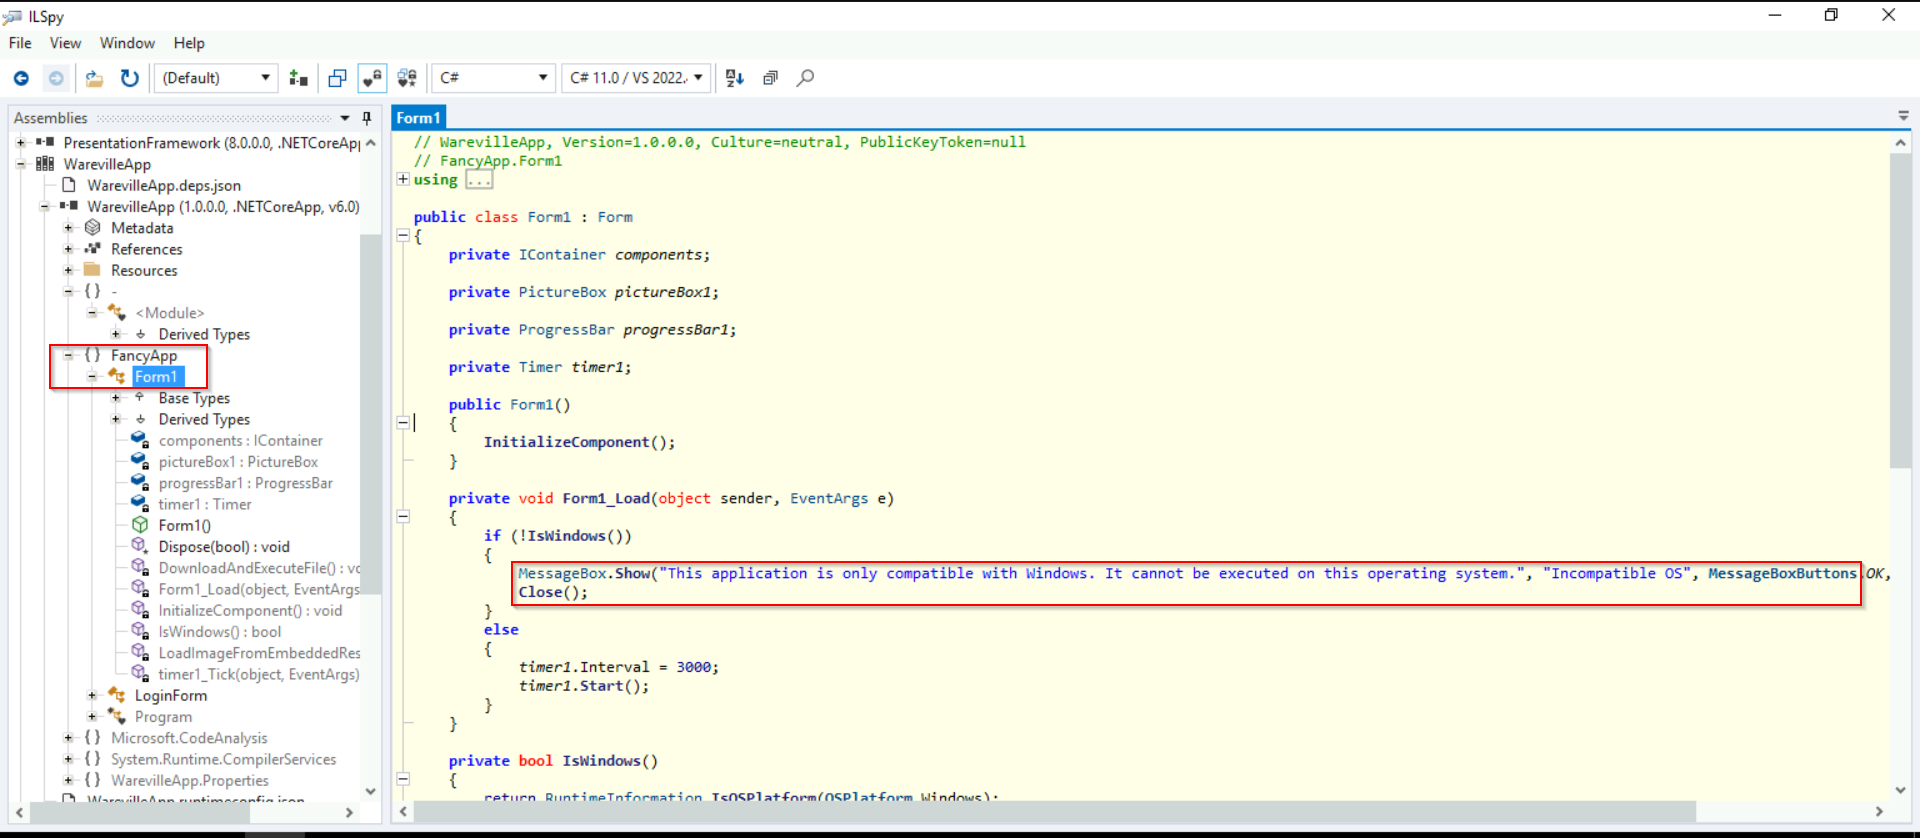 ILSpy
File View Window Help
(Default) C# C# 11.0 / VS 2022.
Assemblies
PresentationFramework (8.0.0.0, .NETCoreApp
WarevilleApp
WarevilleApp.deps.json
WarevilleApp (1.0.0.0, .NETCoreApp, v6.0)
Metadata
References
Resources
{ } -
<Module>
Derived Types
{ } FancyApp
Form1
Base Types
Derived Types
components : IContainer
pictureBox1 : PictureBox
progressBar1 : ProgressBar
timer1 : Timer
Form1()
Dispose(bool) : void
DownloadAndExecuteFile() : vo
Form1_Load(object, EventArgs
InitializeComponent() : void
IsWindows() : bool
LoadImageFromEmbeddedRes
timer1_Tick(object, EventArgs)
LoginForm
Program
{ } Microsoft.CodeAnalysis
{ } System.Runtime.CompilerServices
{ } WarevilleApp.Properties
WarevilleApp.runtimeconfig.json
Form1
// WarevilleApp, Version=1.0.0.0, Culture=neutral, PublicKeyToken=null
// FancyApp.Form1
using ...
public class Form1 : Form
{
private IContainer components;
private PictureBox pictureBox1;
private ProgressBar progressBar1;
private Timer timer1;
public Form1()
{
InitializeComponent();
}
private void Form1_Load(object sender, EventArgs e)
{
if (!IsWindows())
{
MessageBox.Show("This application is only compatible with Windows. It cannot be executed on this operating system.", "Incompatible OS", MessageBoxButtons.OK,
Close();
}
else
{
timer1.Interval = 3000;
timer1.Start();
}
}
private bool IsWindows()
{
return RuntimeInformation.IsOSPlatform(OSPlatform.Windows);